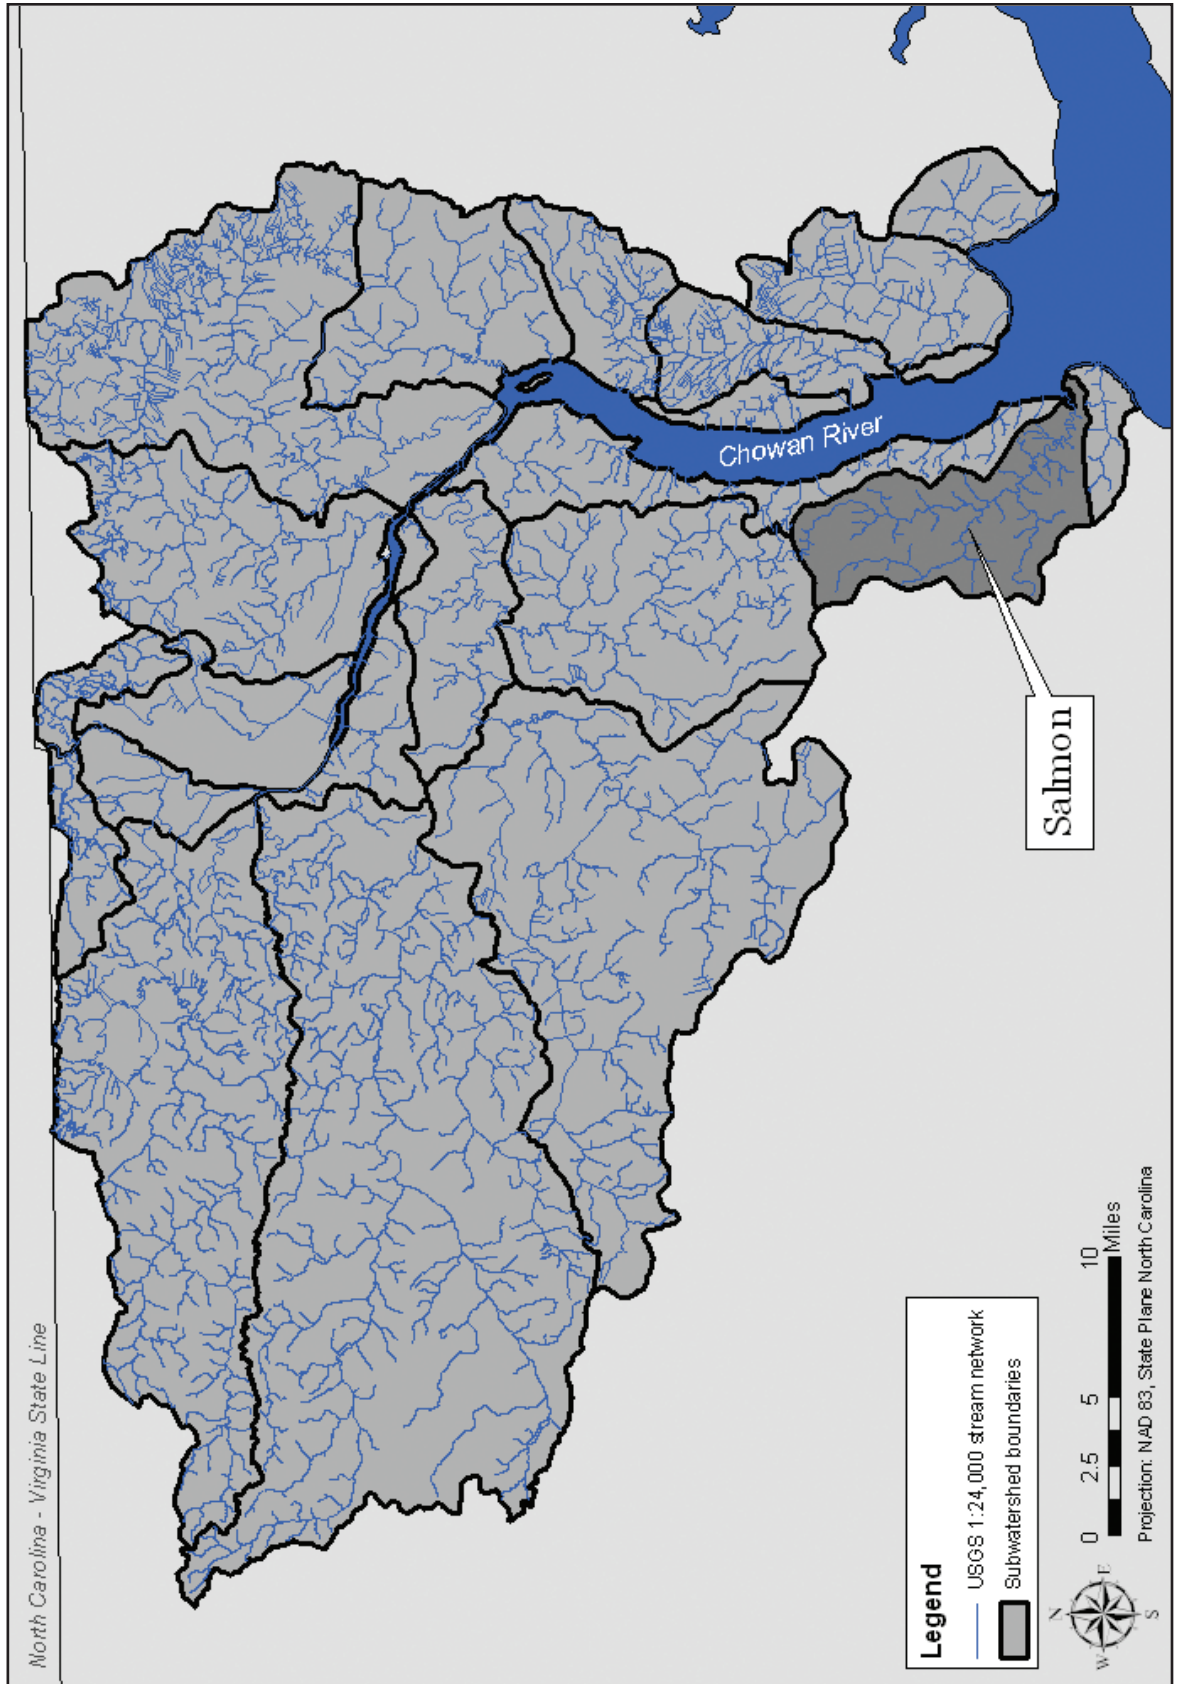 North Carolina - Virginia State Line
Chowan River
Salmon
Legend
USGS 1:24,000 stream network
Subwatershed boundaries
N
W
E
S
0 2.5 5 10
Miles
Projection: NAD 83, State Plane North Carolina